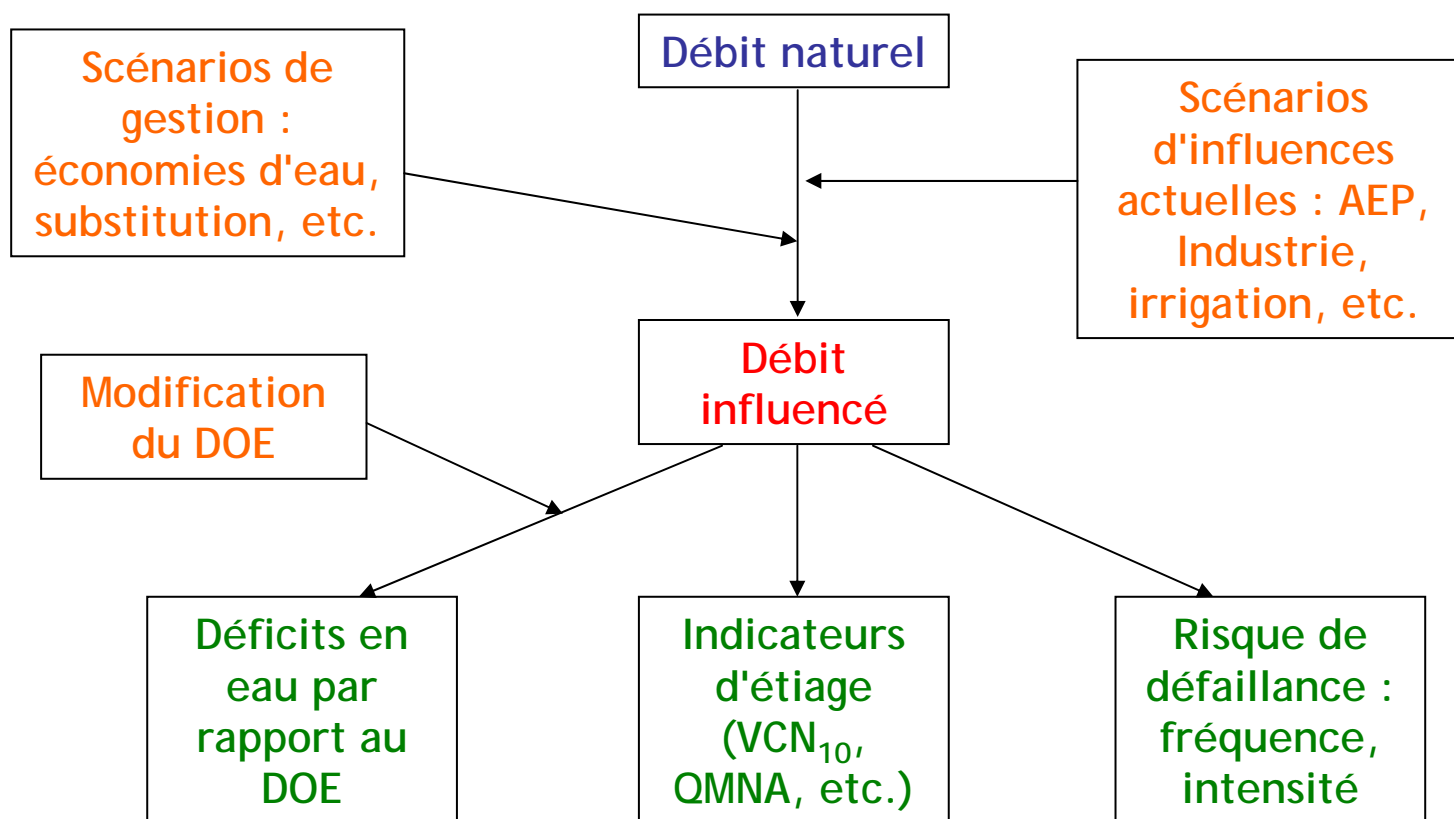 Scénarios de
gestion :
économies d'eau,
substitution, etc.
Débit naturel
Scénarios
d'influences
actuelles : AEP,
Industrie,
irrigation, etc.
Débit
influencé
Modification
du DOE
Déficits en
eau par
rapport au
DOE
Indicateurs
d'étiage
(VCN₁₀,
QMNA, etc.)
Risque de
défaillance :
fréquence,
intensité